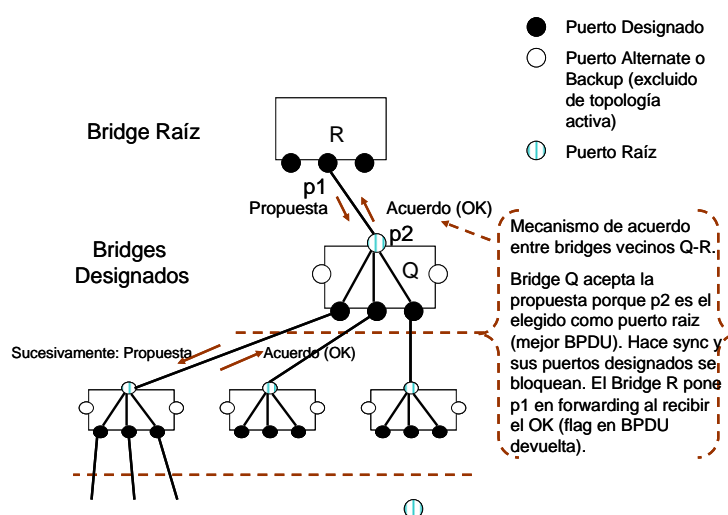 Puerto Designado
Puerto Alternate o
Backup (excluido
de topología
activa)
Puerto Raíz
Bridge Raíz
R
p1
Propuesta
Acuerdo (OK)
p2
Bridges
Designados
Q
Mecanismo de acuerdo
entre bridges vecinos Q-R.
Bridge Q acepta la
propuesta porque p2 es el
elegido como puerto raiz
(mejor BPDU). Hace sync y
sus puertos designados se
bloquean. El Bridge R pone
p1 en forwarding al recibir
el OK (flag en BPDU
devuelta).
Sucesivamente: Propuesta
Acuerdo (OK)